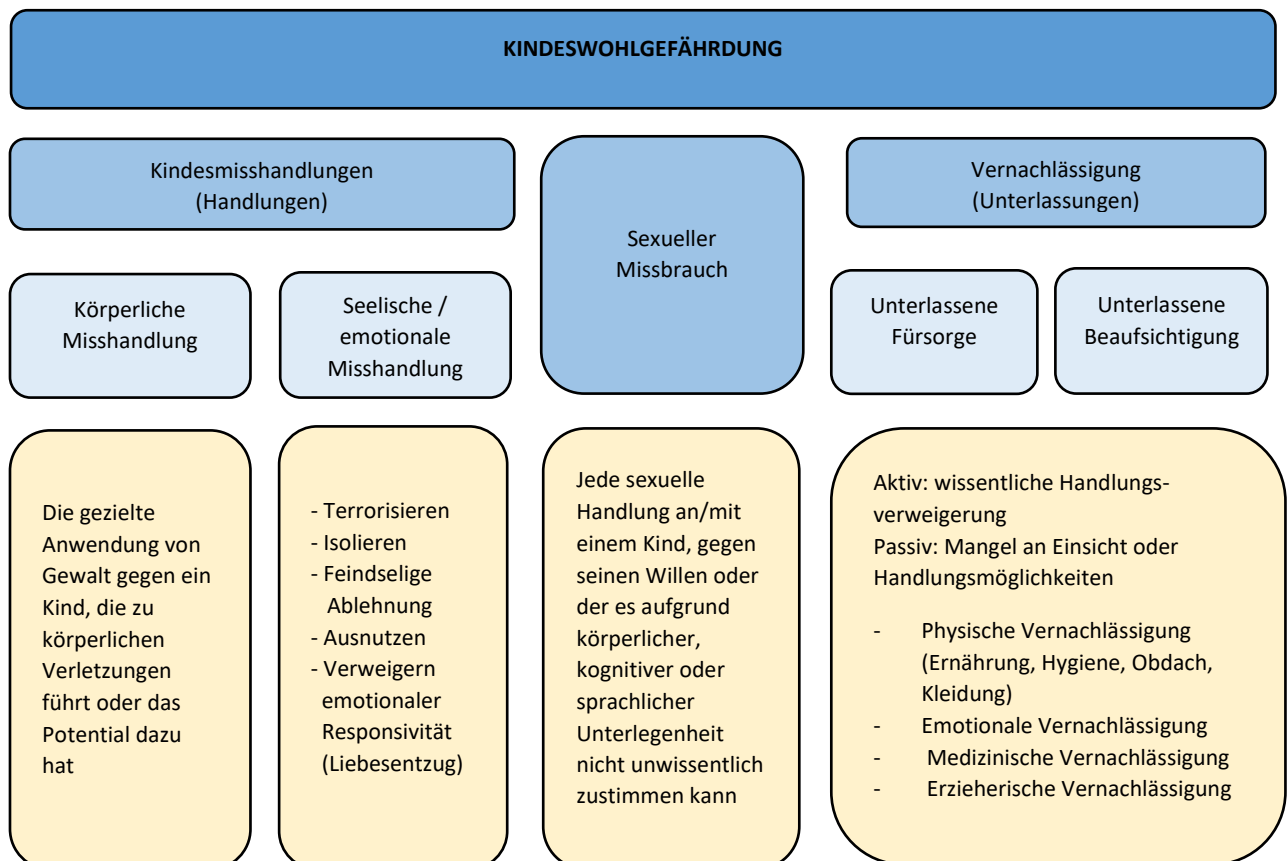 KINDESWOHLGEFÄHRDUNG
Kindesmisshandlungen
(Handlungen)
Sexueller
Missbrauch
Vernachlässigung
(Unterlassungen)
Körperliche
Misshandlung
Seelische /
emotionale
Misshandlung
Unterlassene
Fürsorge
Unterlassene
Beaufsichtigung
Die gezielte
Anwendung von
Gewalt gegen ein
Kind, die zu
körperlichen
Verletzungen
führt oder das
Potential dazu
hat
- Terrorisieren
- Isolieren
- Feindselige
Ablehnung
- Ausnutzen
- Verweigern
emotionaler
Responsivität
(Liebesentzug)
Jede sexuelle
Handlung an/mit
einem Kind, gegen
seinen Willen oder
der es aufgrund
körperlicher,
kognitiver oder
sprachlicher
Unterlegenheit
nicht unwissentlich
zustimmen kann
Aktiv: wissentliche Handlungs-
verweigerung
Passiv: Mangel an Einsicht oder
Handlungsmöglichkeiten
- Physische Vernachlässigung
(Ernährung, Hygiene, Obdach,
Kleidung)
- Emotionale Vernachlässigung
- Medizinische Vernachlässigung
- Erzieherische Vernachlässigung